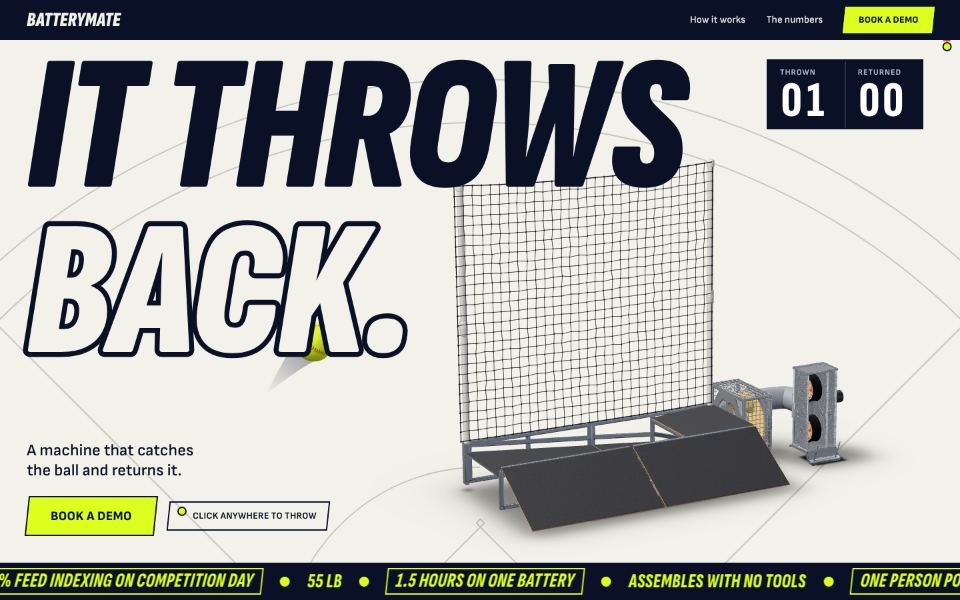 BATTERYMATE
How it works
The numbers
BOOK A DEMO
IT THROWS
BACK.
THROWN
01
RETURNED
00
A machine that catches
the ball and returns it.
BOOK A DEMO
CLICK ANYWHERE TO THROW
% FEED INDEXING ON COMPETITION DAY
55 LB
1.5 HOURS ON ONE BATTERY
ASSEMBLES WITH NO TOOLS
ONE PERSON